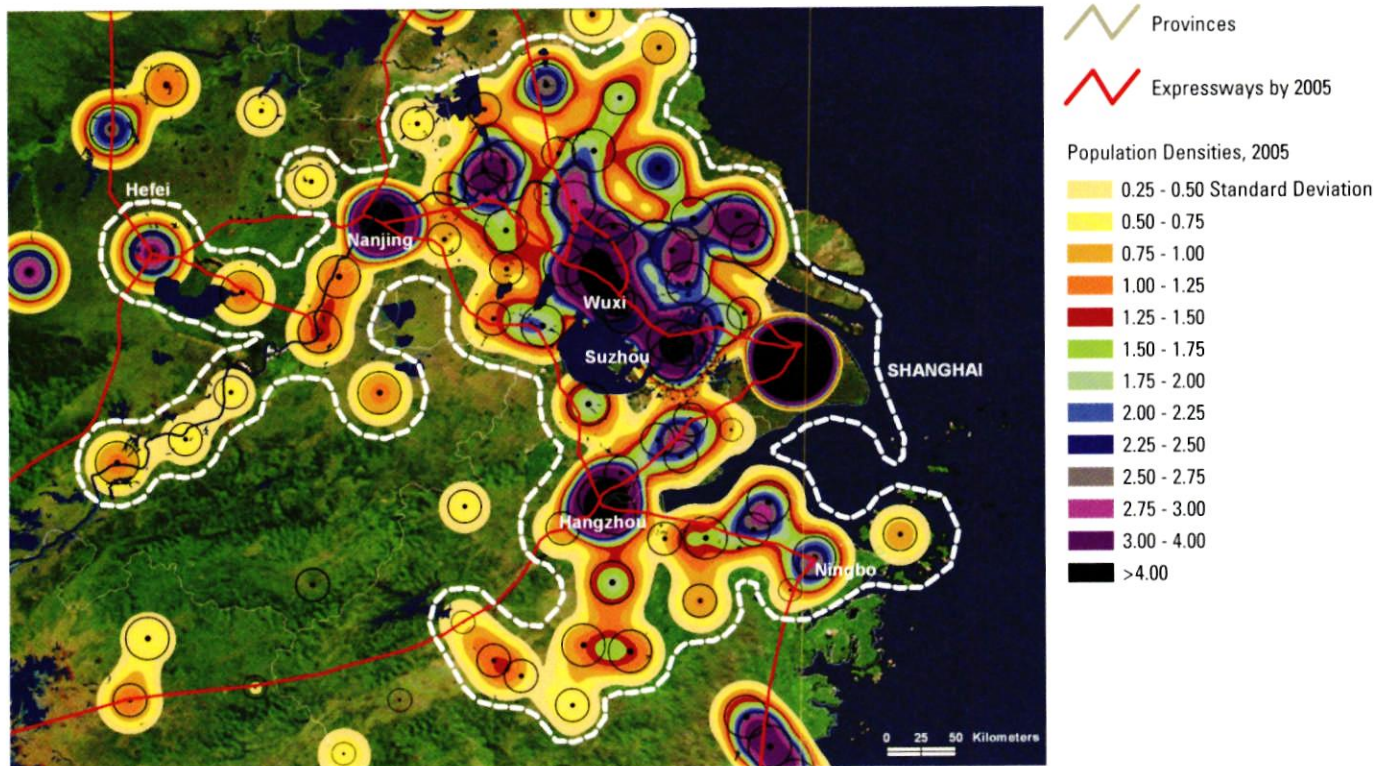 Hefei
Nanjing
Wuxi
Suzhou
SHANGHAI
Hangzhou
Ningbo
0 25 50 Kilometers
Provinces
Expressways by 2005
Population Densities, 2005
0.25 - 0.50 Standard Deviation
0.50 - 0.75
0.75 - 1.00
1.00 - 1.25
1.25 - 1.50
1.50 - 1.75
1.75 - 2.00
2.00 - 2.25
2.25 - 2.50
2.50 - 2.75
2.75 - 3.00
3.00 - 4.00
>4.00